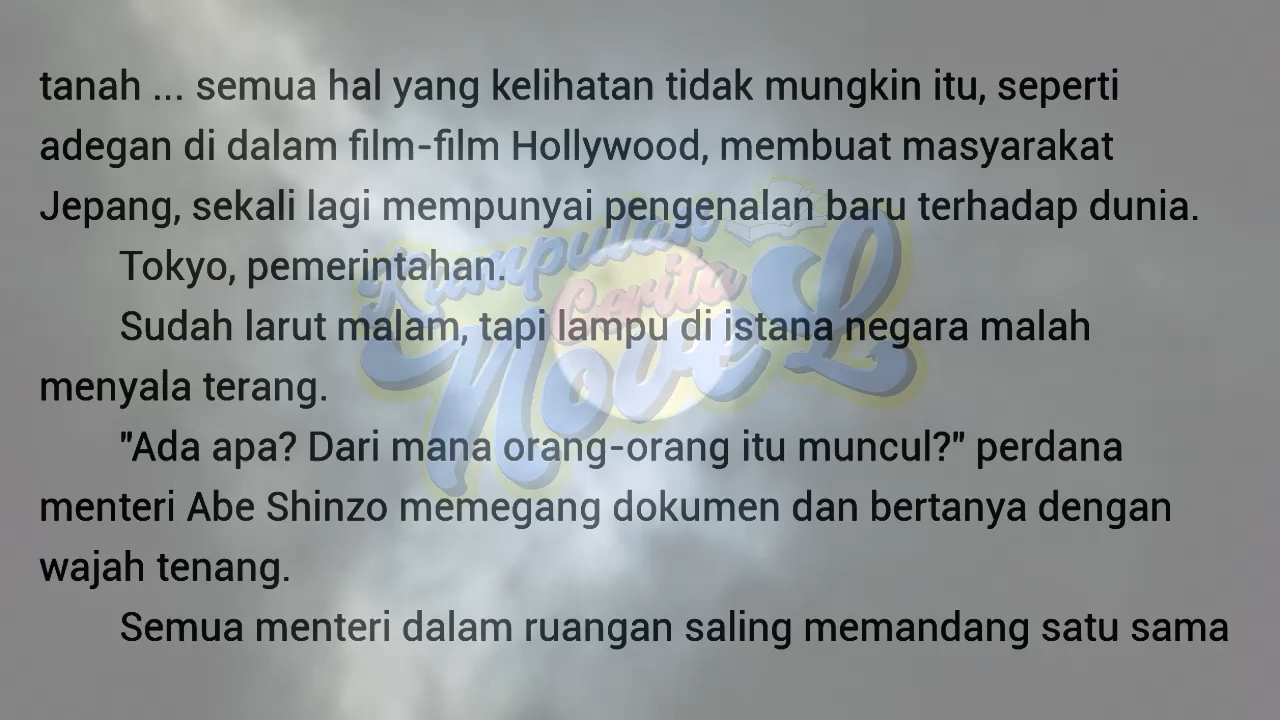 tanah ... semua hal yang kelihatan tidak mungkin itu, seperti
adegan di dalam film-film Hollywood, membuat masyarakat
Jepang, sekali lagi mempunyai pengenalan baru terhadap dunia.
Tokyo, pemerintahan.
Sudah larut malam, tapi lampu di istana negara malah
menyala terang.
"Ada apa? Dari mana orang-orang itu muncul?" perdana
menteri Abe Shinzo memegang dokumen dan bertanya dengan
wajah tenang.
Semua menteri dalam ruangan saling memandang satu sama
Kumpulan
Cerita
Novel